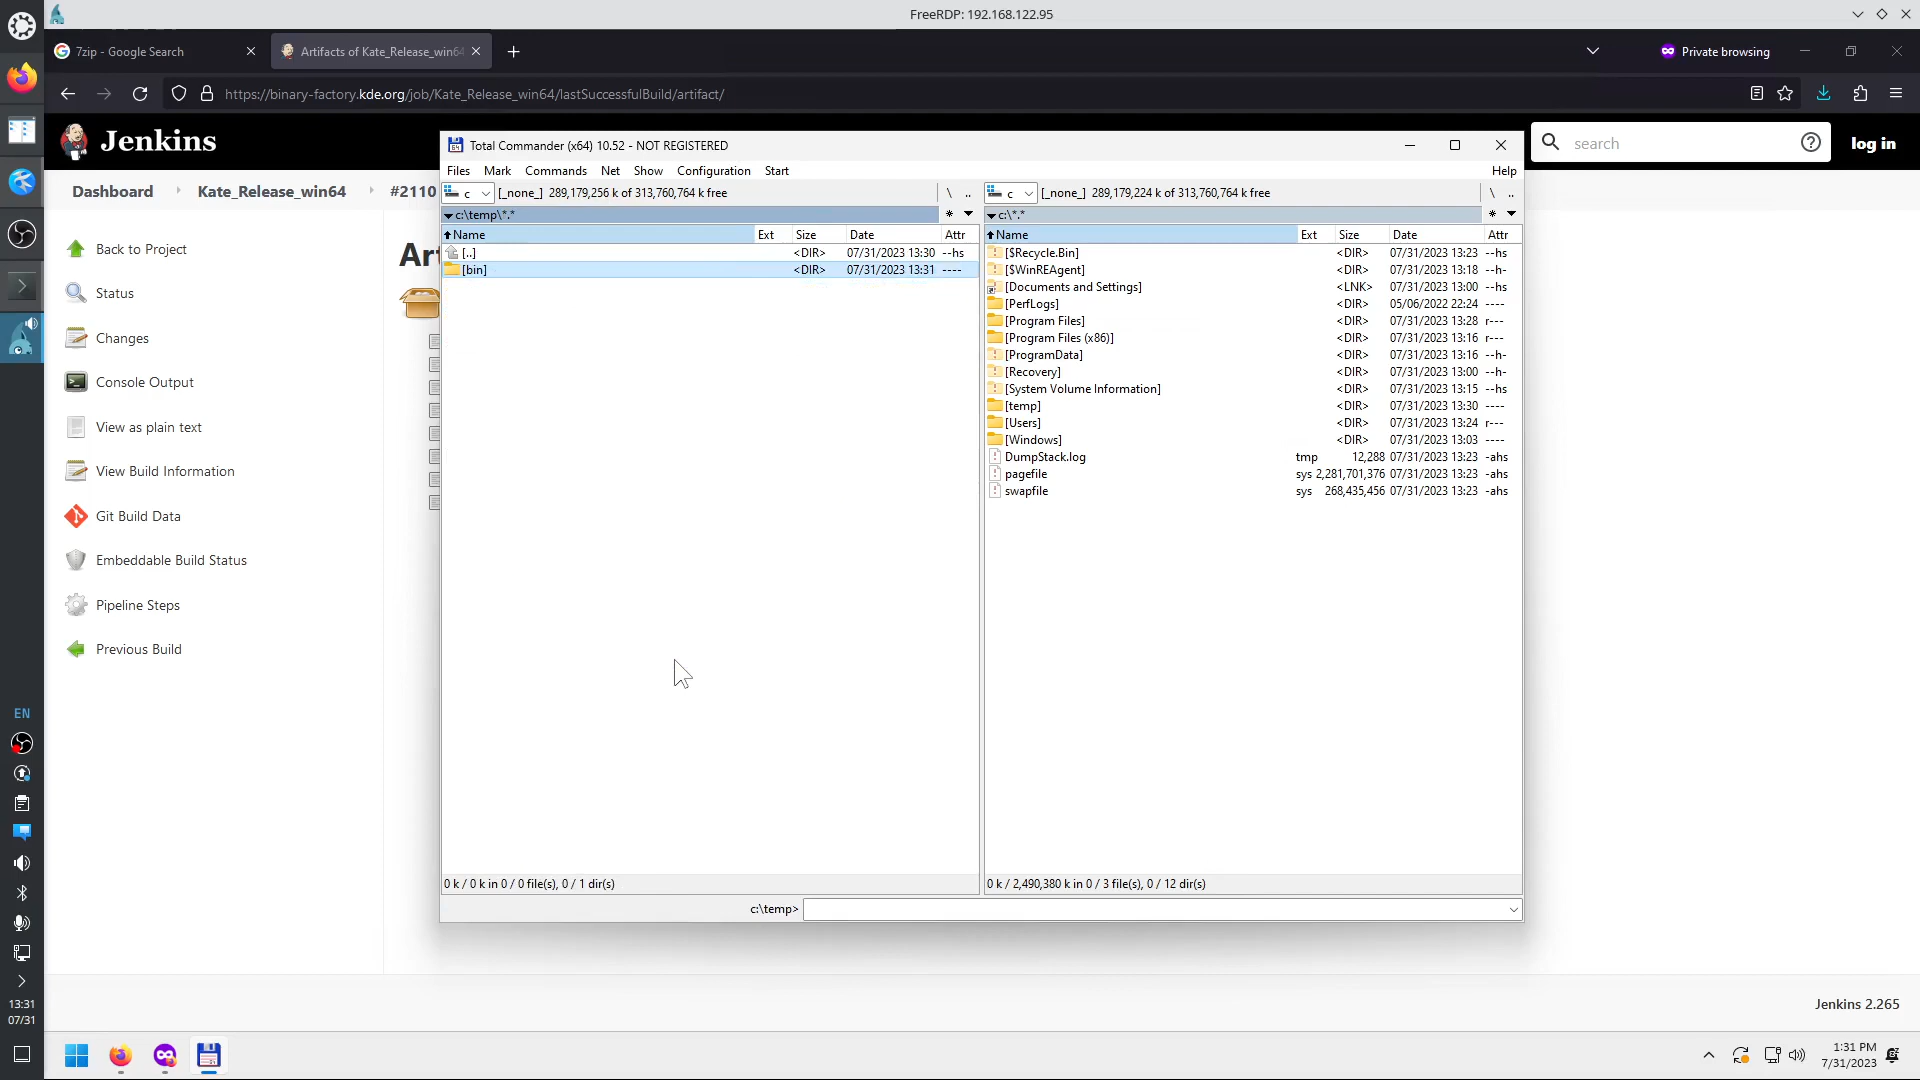 FreeRDP: 192.168.122.95
7zip - Google Search
Artifacts of Kate_Release_win64
Private browsing
https://binary-factory.kde.org/job/Kate_Release_win64/lastSuccessfulBuild/artifact/
Jenkins
search
log in
Dashboard
Kate_Release_win64
#2110
Back to Project
Status
Changes
Console Output
View as plain text
View Build Information
Git Build Data
Embeddable Build Status
Pipeline Steps
Previous Build
Total Commander (x64) 10.52 - NOT REGISTERED
Files Mark Commands Net Show Configuration Start Help
c [_none_] 289,179,256 k of 313,760,764 k free \ ..
c:\temp\*.* *
Name Ext Size Date Attr
[..] <DIR> 07/31/2023 13:30 --hs
[bin] <DIR> 07/31/2023 13:31 ----
0 k / 0 k in 0 / 0 file(s), 0 / 1 dir(s)
c [_none_] 289,179,224 k of 313,760,764 k free \ ..
c:\*.* *
Name Ext Size Date Attr
[$Recycle.Bin] <DIR> 07/31/2023 13:23 --hs
[$WinREAgent] <DIR> 07/31/2023 13:18 --h-
[Documents and Settings] <LNK> 07/31/2023 13:00 --hs
[PerfLogs] <DIR> 05/06/2022 22:24 ----
[Program Files] <DIR> 07/31/2023 13:28 r---
[Program Files (x86)] <DIR> 07/31/2023 13:16 r---
[ProgramData] <DIR> 07/31/2023 13:16 --h-
[Recovery] <DIR> 07/31/2023 13:00 --h-
[System Volume Information] <DIR> 07/31/2023 13:15 --hs
[temp] <DIR> 07/31/2023 13:30 ----
[Users] <DIR> 07/31/2023 13:24 r---
[Windows] <DIR> 07/31/2023 13:03 ----
DumpStack.log tmp 12,288 07/31/2023 13:23 -ahs
pagefile sys 2,281,701,376 07/31/2023 13:23 -ahs
swapfile sys 268,435,456 07/31/2023 13:23 -ahs
0 k / 2,490,380 k in 0 / 3 file(s), 0 / 12 dir(s)
c:\temp>
Ar
EN
13:31
07/31
Jenkins 2.265
1:31 PM
7/31/2023